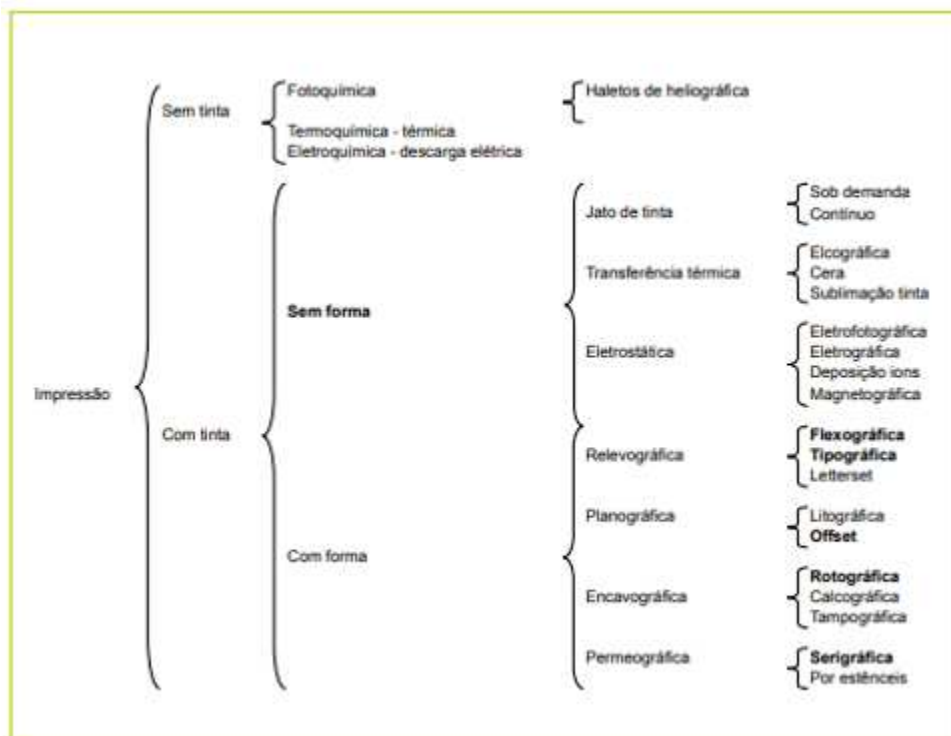 Impressão
Sem tinta
Fotoquímica
Haletos de heliográfica
Termoquímica - térmica
Eletroquímica - descarga elétrica
Com tinta
Sem forma
Jato de tinta
Sob demanda
Contínuo
Transferência térmica
Elcográfica
Cera
Sublimação tinta
Eletrostática
Eletrofotográfica
Eletrográfica
Deposição ions
Magnetográfica
Com forma
Relevográfica
Flexográfica
Tipográfica
Letterset
Planográfica
Litográfica
Offset
Encavográfica
Rotográfica
Calcográfica
Tampográfica
Permeográfica
Serigráfica
Por estênceis